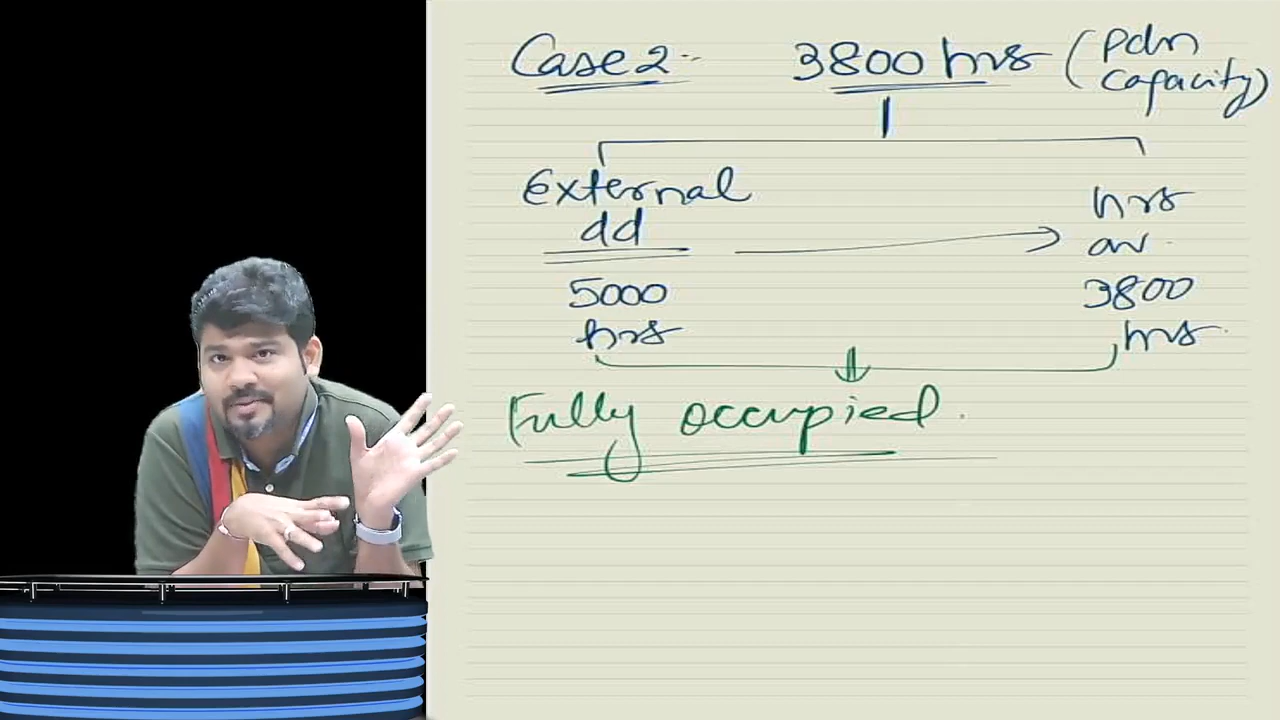 Case 2:- 3800 hrs (pdn
capacity)
External
dd
hrs
av.
5000
hrs
3800
hrs.
Fully occupied.